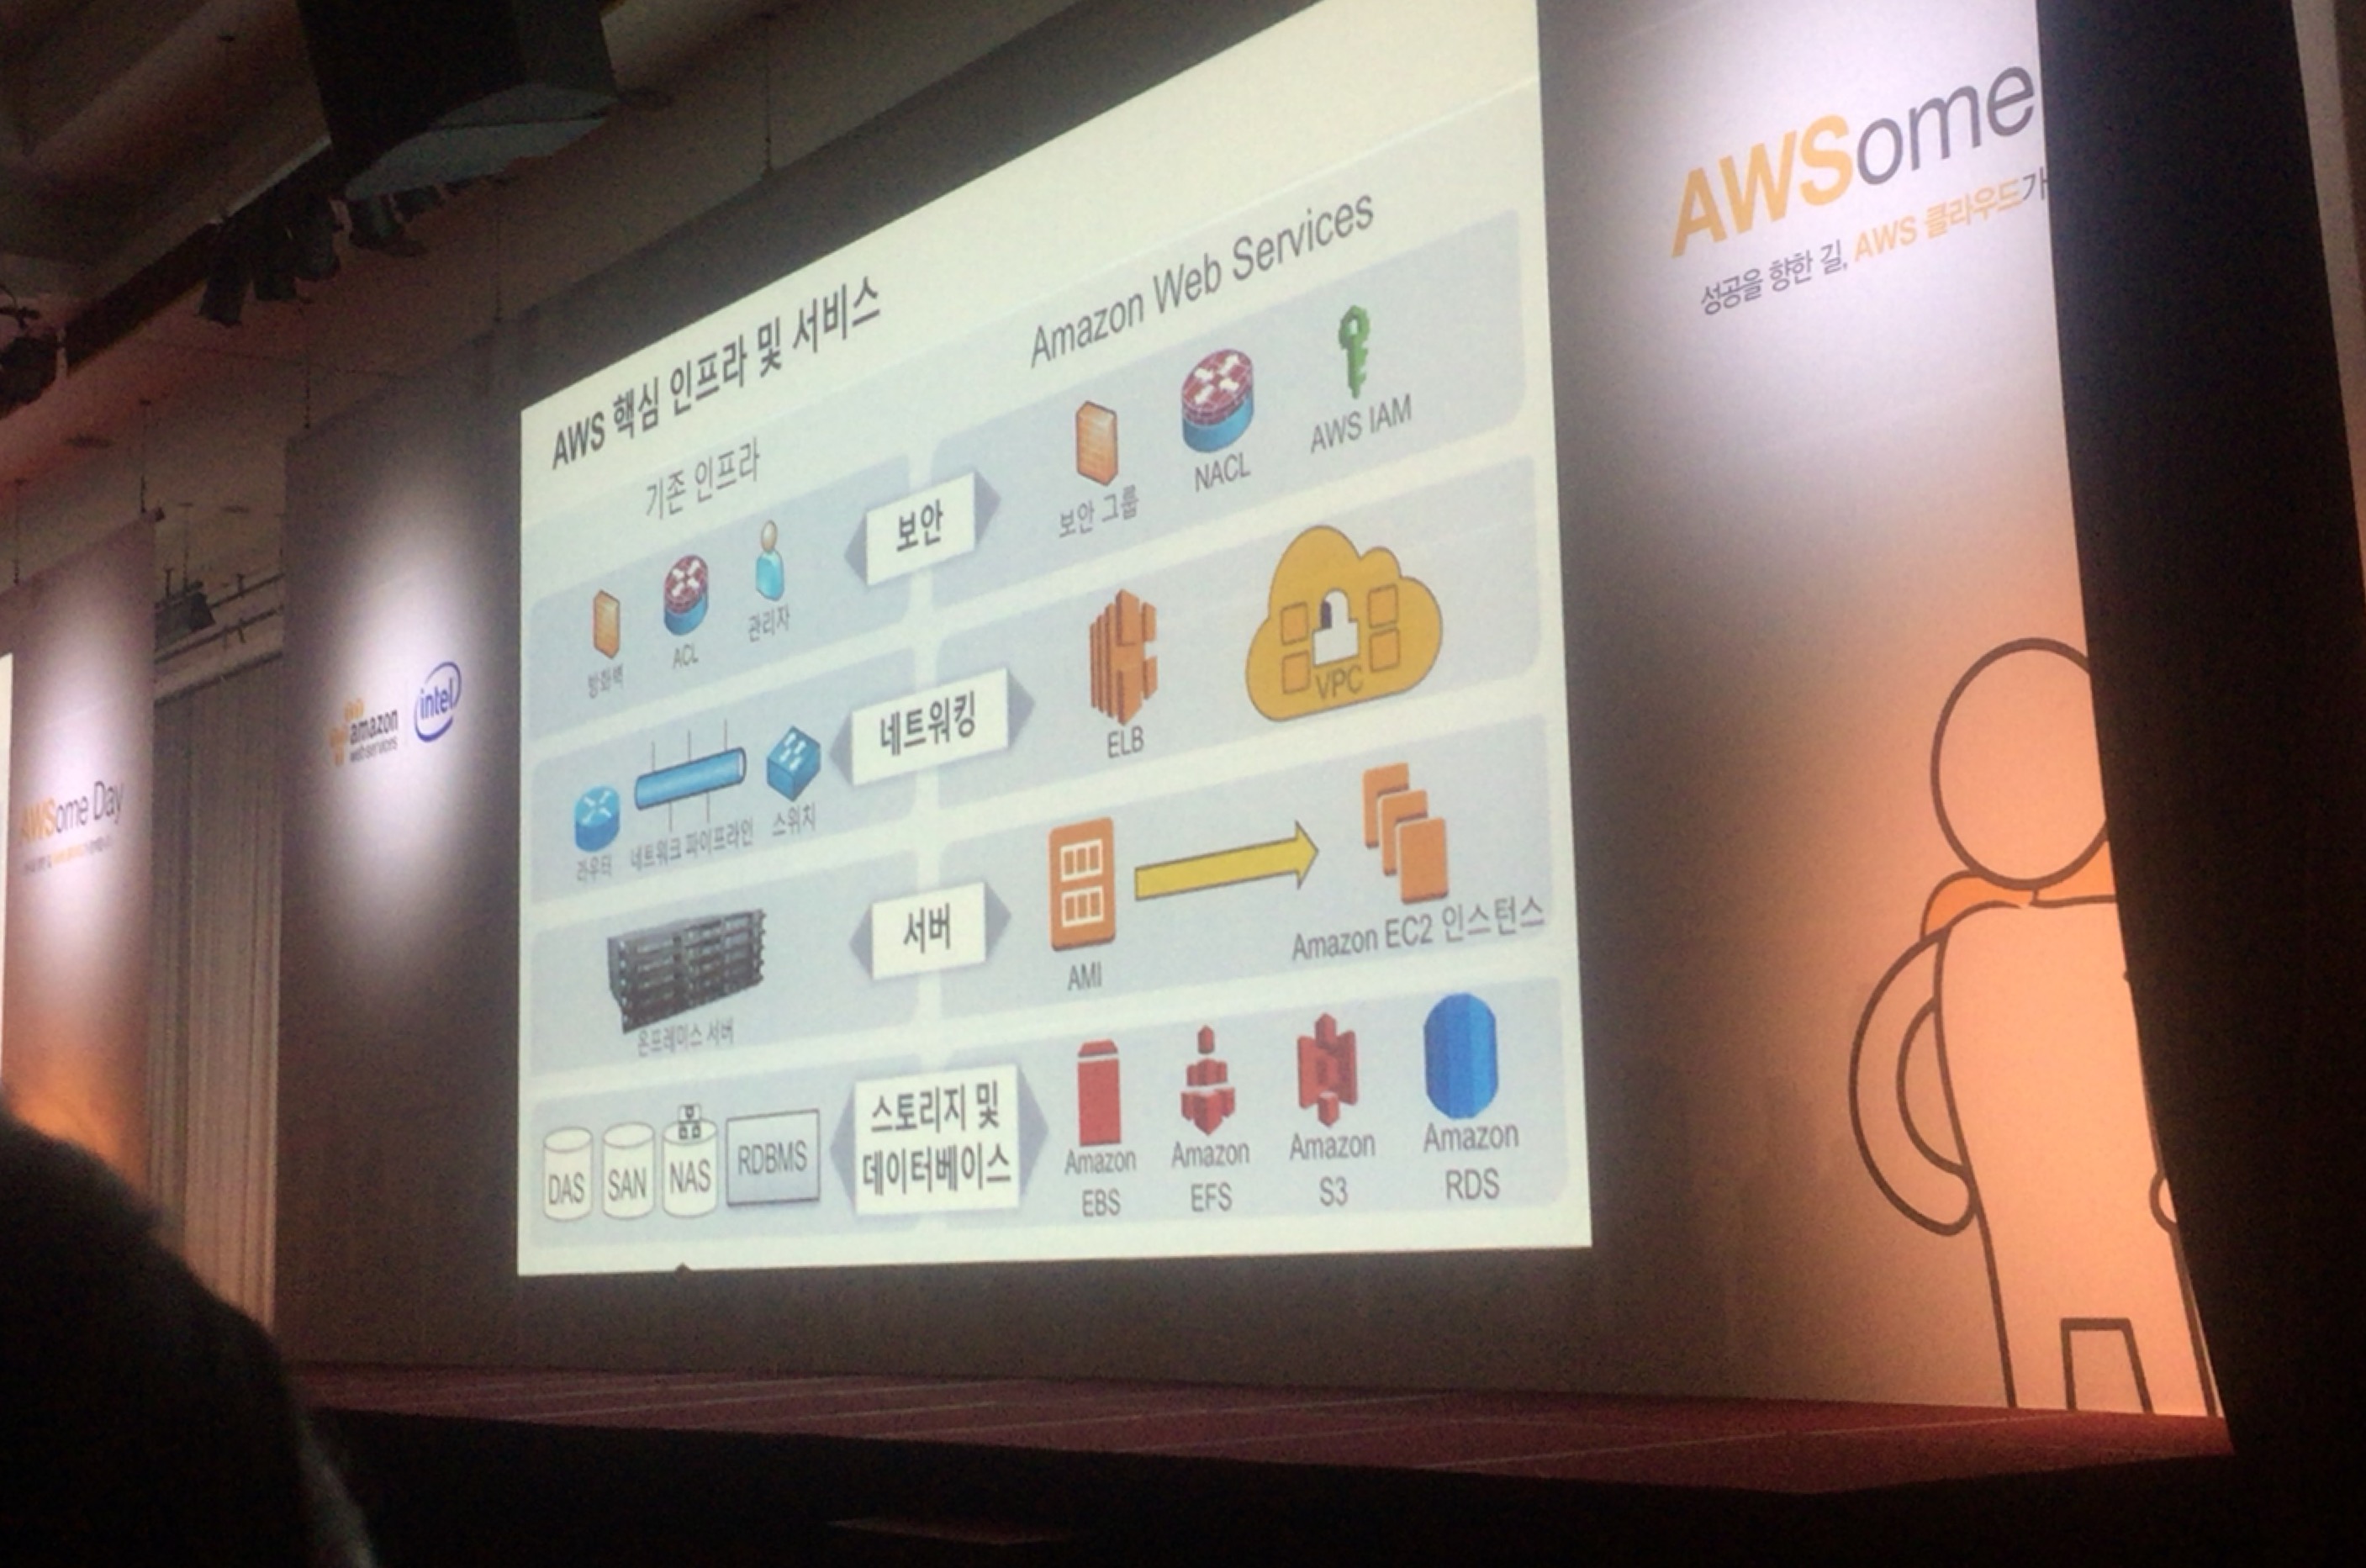 AWS 핵심 인프라 및 서비스
기존 인프라
Amazon Web Services
방화벽
ACL
관리자
보안
보안 그룹
NACL
AWS IAM
라우터
네트워크 파이프라인
스위치
네트워킹
ELB
VPC
온프레미스 서버
서버
AMI
Amazon EC2 인스턴스
DAS
SAN
NAS
RDBMS
스토리지 및
데이터베이스
Amazon
EBS
Amazon
EFS
Amazon
S3
Amazon
RDS
AWSome
성공을 향한 길, AWS 클라우드가
amazon
webservices
intel
AWSome Day